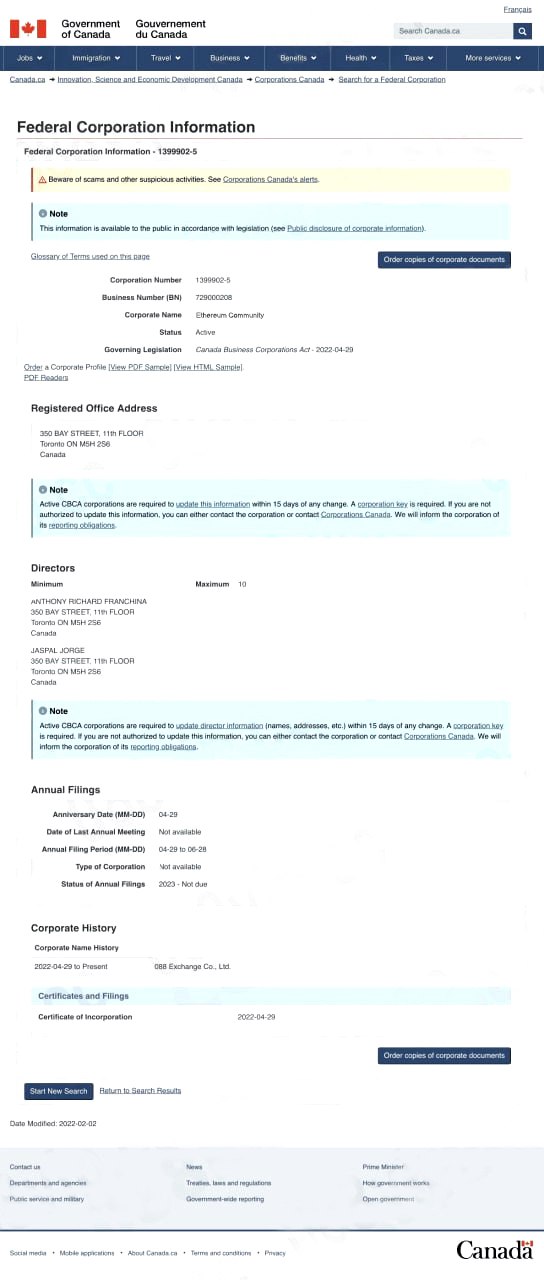 Français
Government of Canada
Gouvernement du Canada
Search Canada.ca
Jobs Immigration Travel Business Benefits Health Taxes More services
Canada.ca → Innovation, Science and Economic Development Canada → Corporations Canada → Search for a Federal Corporation
Federal Corporation Information
Federal Corporation Information - 1399902-5
Beware of scams and other suspicious activities. See Corporations Canada's alerts.
Note
This information is available to the public in accordance with legislation (see Public disclosure of corporate information).
Glossary of Terms used on this page
Order copies of corporate documents
Corporation Number 1399902-5
Business Number (BN) 729000208
Corporate Name Ethereum Community
Status Active
Governing Legislation Canada Business Corporations Act - 2022-04-29
Order a Corporate Profile [View PDF Sample] [View HTML Sample]
PDF Readers
Registered Office Address
350 BAY STREET, 11th FLOOR
Toronto ON M5H 2S6
Canada
Note
Active CBCA corporations are required to update this information within 15 days of any change. A corporation key is required. If you are not
authorized to update this information, you can either contact the corporation or contact Corporations Canada. We will inform the corporation of
its reporting obligations.
Directors
Minimum Maximum 10
ANTHONY RICHARD FRANCHINA
350 BAY STREET, 11th FLOOR
Toronto ON M5H 2S6
Canada
JASPAL JORGE
350 BAY STREET, 11th FLOOR
Toronto ON M5H 2S6
Canada
Note
Active CBCA corporations are required to update director information (names, addresses, etc.) within 15 days of any change. A corporation key
is required. If you are not authorized to update this information, you can either contact the corporation or contact Corporations Canada. We will
inform the corporation of its reporting obligations.
Annual Filings
Anniversary Date (MM-DD) 04-29
Date of Last Annual Meeting Not available
Annual Filing Period (MM-DD) 04-29 to 06-28
Type of Corporation Not available
Status of Annual Filings 2023 - Not due
Corporate History
Corporate Name History
2022-04-29 to Present 088 Exchange Co., Ltd.
Certificates and Filings
Certificate of Incorporation 2022-04-29
Order copies of corporate documents
Start New Search Return to Search Results
Date Modified: 2022-02-02
Contact us News Prime Minister
Departments and agencies Treaties, laws and regulations How government works
Public service and military Government-wide reporting Open government
Social media • Mobile applications • About Canada.ca • Terms and conditions • Privacy
Canada